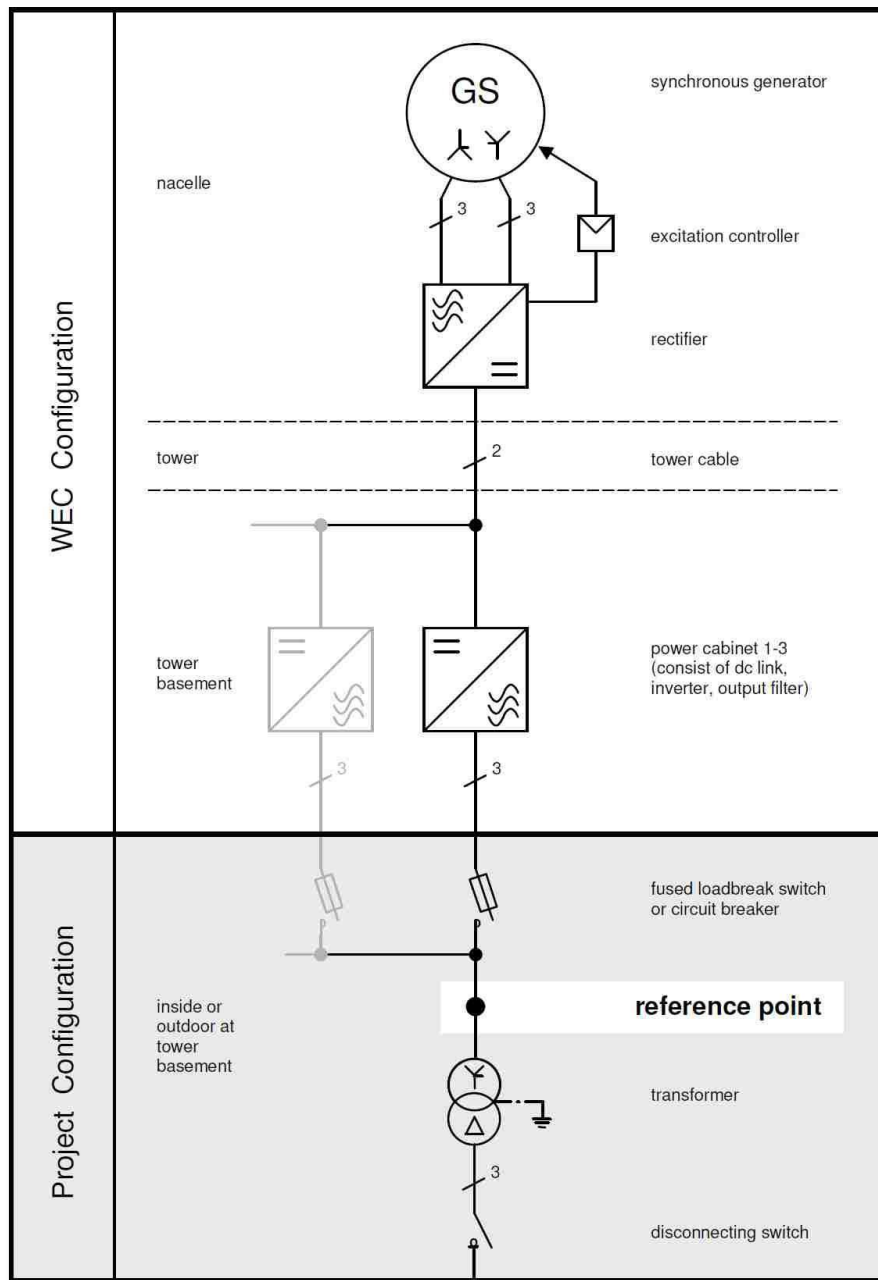 WEC Configuration
GS
synchronous generator
nacelle
3
3
excitation controller
rectifier
tower
2
tower cable
tower
basement
power cabinet 1-3
(consist of dc link,
inverter, output filter)
3
3
Project Configuration
fused loadbreak switch
or circuit breaker
inside or
outdoor at
tower
basement
reference point
transformer
3
disconnecting switch